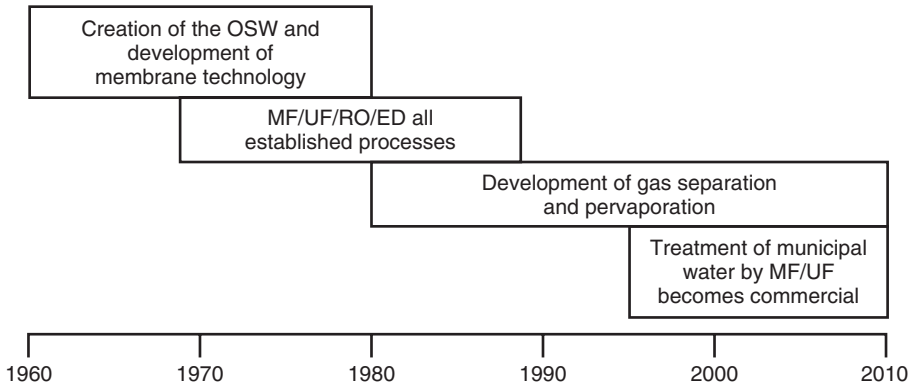 Creation of the OSW and
development of
membrane technology
MF/UF/RO/ED all
established processes
Development of gas separation
and pervaporation
Treatment of municipal
water by MF/UF
becomes commercial
1960 1970 1980 1990 2000 2010